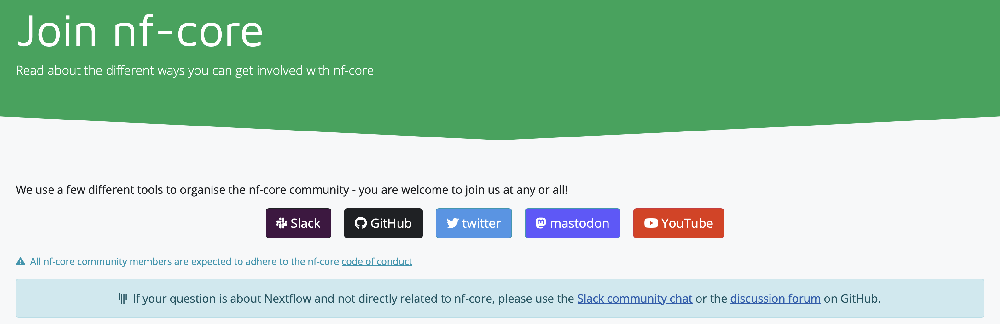 Join nf-core
Read about the different ways you can get involved with nf-core
We use a few different tools to organise the nf-core community - you are welcome to join us at any or all!
Slack GitHub twitter mastodon YouTube
All nf-core community members are expected to adhere to the nf-core code of conduct
If your question is about Nextflow and not directly related to nf-core, please use the Slack community chat or the discussion forum on GitHub.